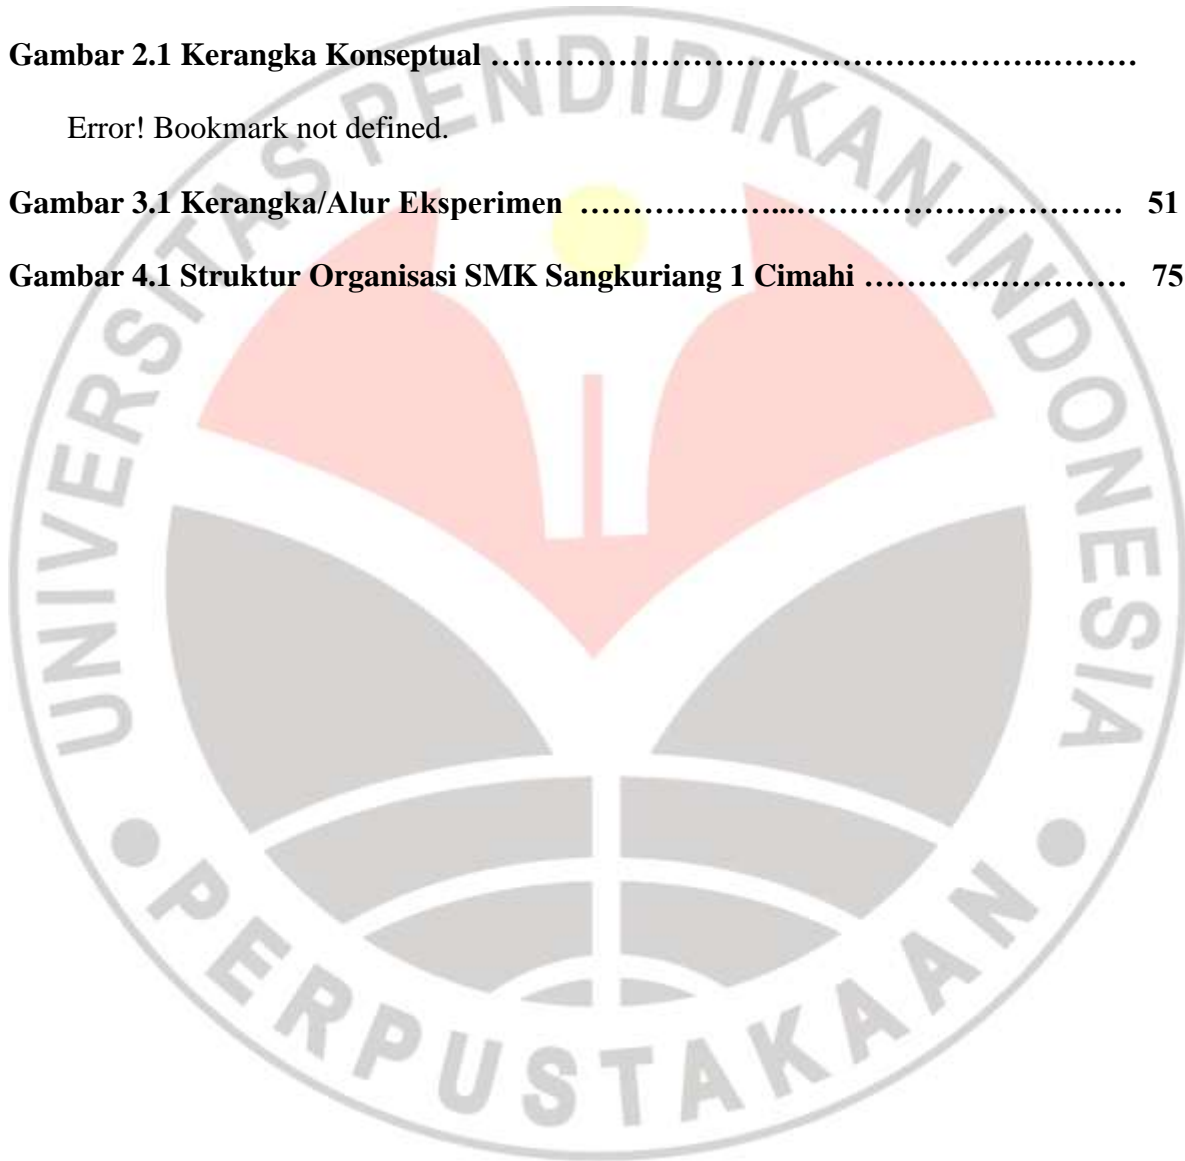 Gambar 2.1 Kerangka Konseptual …………………………………………….………
Error! Bookmark not defined.
Gambar 3.1 Kerangka/Alur Eksperimen ………………...……………….………… 51
Gambar 4.1 Struktur Organisasi SMK Sangkuriang 1 Cimahi ………….………… 75
UNIVERSITAS PENDIDIKAN INDONESIA
PERPUSTAKAAN